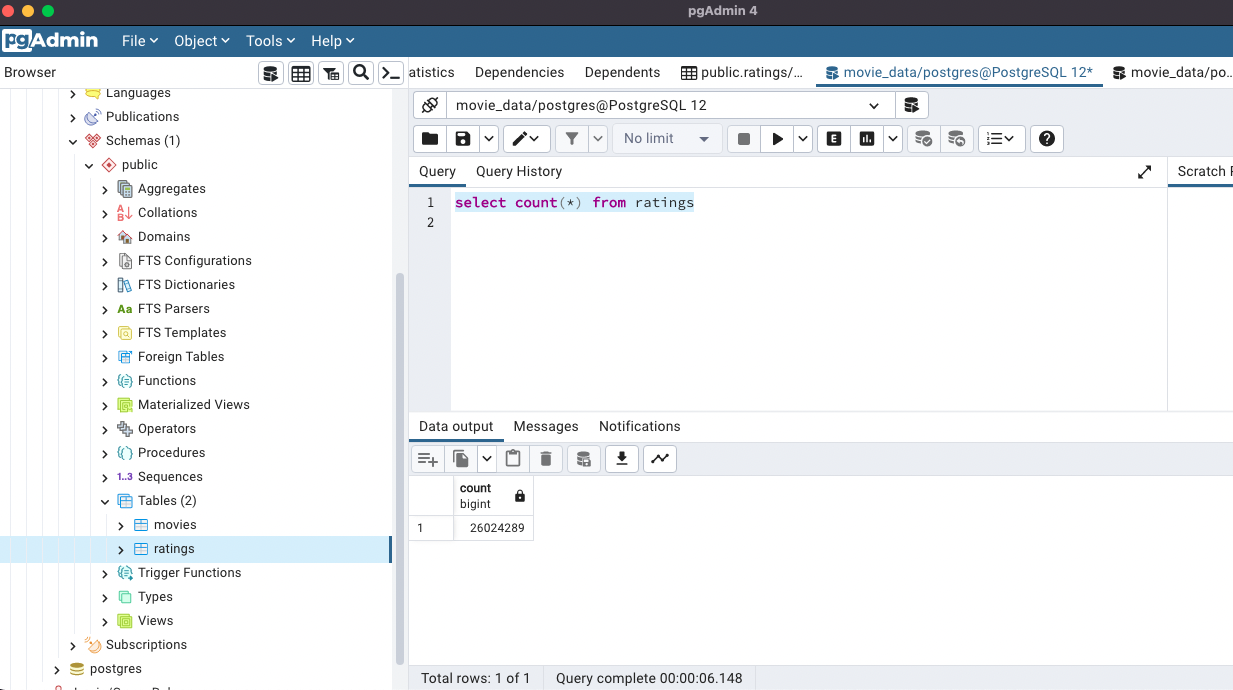 pgAdmin 4
pgAdmin File Object Tools Help
Browser
atistics Dependencies Dependents public.ratings/... movie_data/postgres@PostgreSQL 12* movie_data/po...
movie_data/postgres@PostgreSQL 12
No limit E
Query Query History
Scratch
1 select count(*) from ratings
2
Languages
Publications
Schemas (1)
public
Aggregates
Collations
Domains
FTS Configurations
FTS Dictionaries
Aa FTS Parsers
FTS Templates
Foreign Tables
Functions
Materialized Views
Operators
Procedures
1..3 Sequences
Tables (2)
movies
ratings
Trigger Functions
Types
Views
Subscriptions
postgres
Data output Messages Notifications
count
bigint
1 26024289
Total rows: 1 of 1 Query complete 00:00:06.148